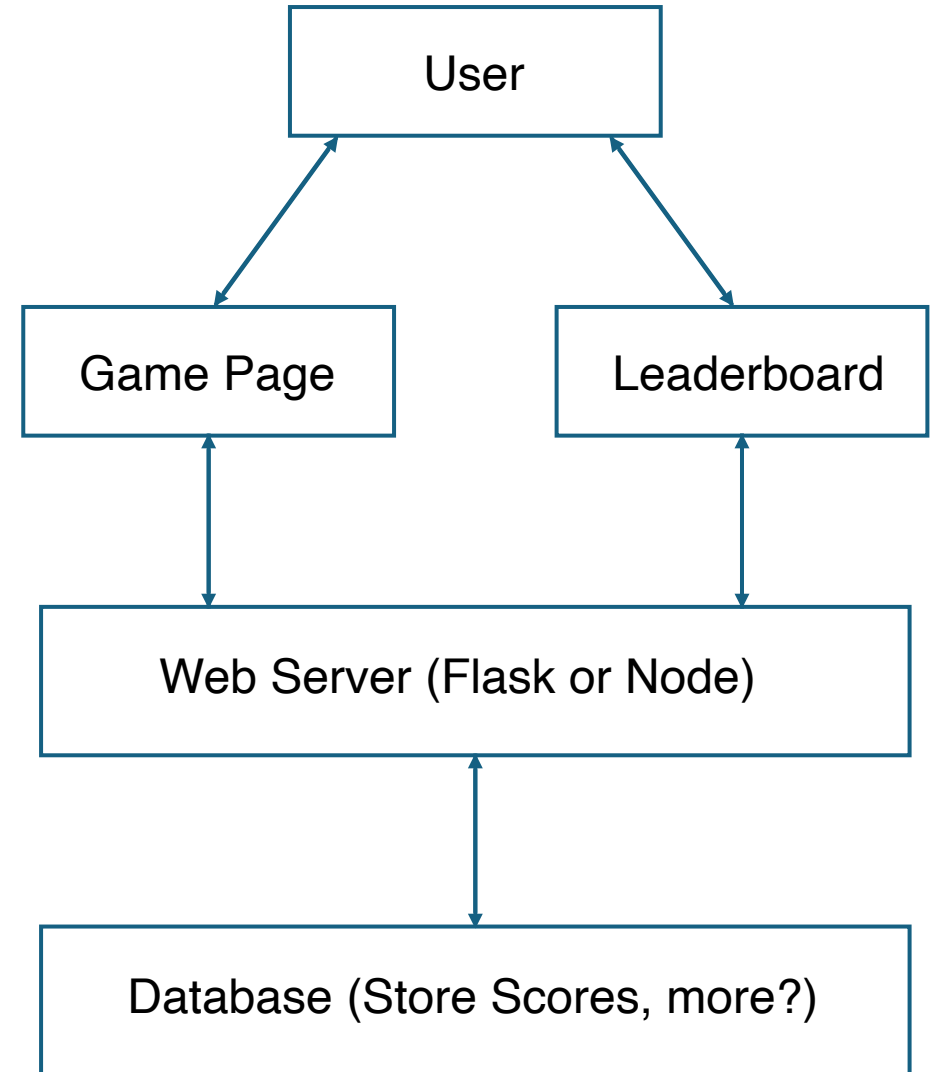 User
Game Page
Leaderboard
Web Server (Flask or Node)
Database (Store Scores, more?)